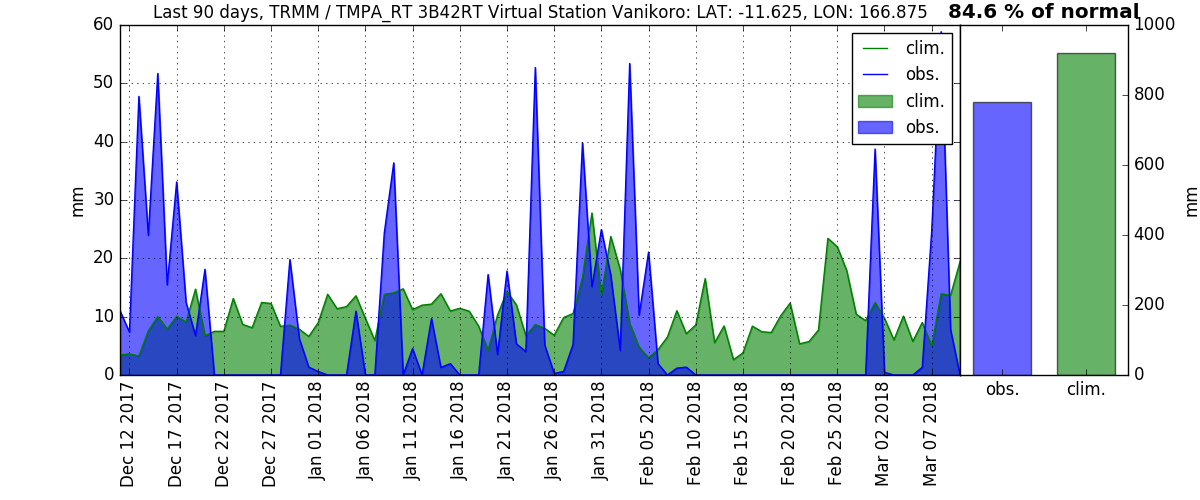 Last 90 days, TRMM / TMPA_RT 3B42RT Virtual Station Vanikoro: LAT: -11.625, LON: 166.875
84.6 % of normal
60
50
40
30
20
10
0
mm
clim.
obs.
clim.
obs.
1000
800
600
400
200
0
mm
obs.
clim.
Dec 12 2017
Dec 17 2017
Dec 22 2017
Dec 27 2017
Jan 01 2018
Jan 06 2018
Jan 11 2018
Jan 16 2018
Jan 21 2018
Jan 26 2018
Jan 31 2018
Feb 05 2018
Feb 10 2018
Feb 15 2018
Feb 20 2018
Feb 25 2018
Mar 02 2018
Mar 07 2018